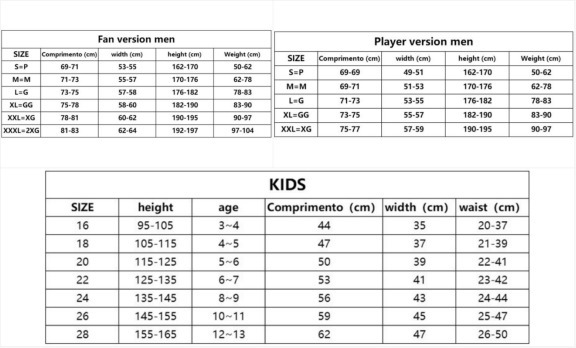 Fan version men
SIZE Comprimento (cm) width (cm) height (cm) Weight (cm)
S=P 69-71 53-55 162-170 50-62
M=M 71-73 55-57 170-176 62-78
L=G 73-75 57-58 176-182 78-83
XL=GG 75-78 58-60 182-190 83-90
XXL=XG 78-81 60-62 190-195 90-97
XXXL=2XG 81-83 62-64 192-197 97-104
Player version men
SIZE Comprimento (cm) width (cm) height (cm) Weight (cm)
S=P 69-69 49-51 162-170 50-62
M=M 69-71 51-53 170-176 62-78
L=G 71-73 53-55 176-182 78-83
XL=GG 73-75 55-57 182-190 83-90
XXL=XG 75-77 57-59 190-195 90-97
KIDS
SIZE height age Comprimento (cm) width (cm) waist (cm)
16 95-105 3~4 44 35 20-37
18 105-115 4~5 47 37 21-39
20 115-125 5~6 50 39 22-41
22 125-135 6~7 53 41 23-42
24 135-145 8~9 56 43 24-44
26 145-155 10~11 59 45 25-47
28 155-165 12~13 62 47 26-50